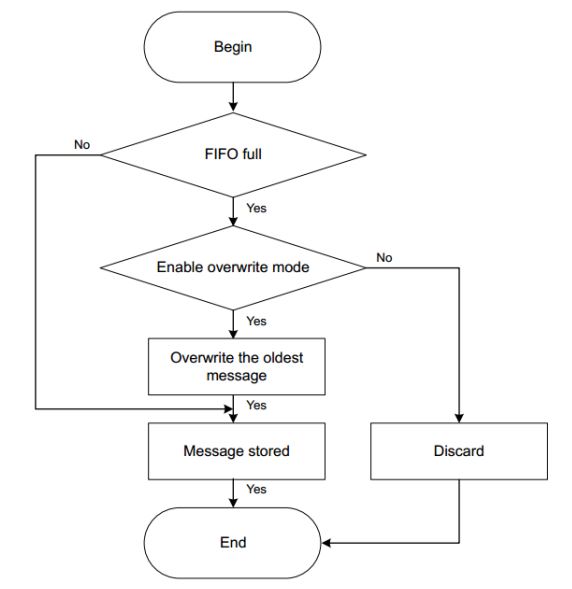 Begin
No
FIFO full
Yes
No
Enable overwrite mode
Yes
Overwrite the oldest
message
Yes
Message stored
Discard
Yes
End